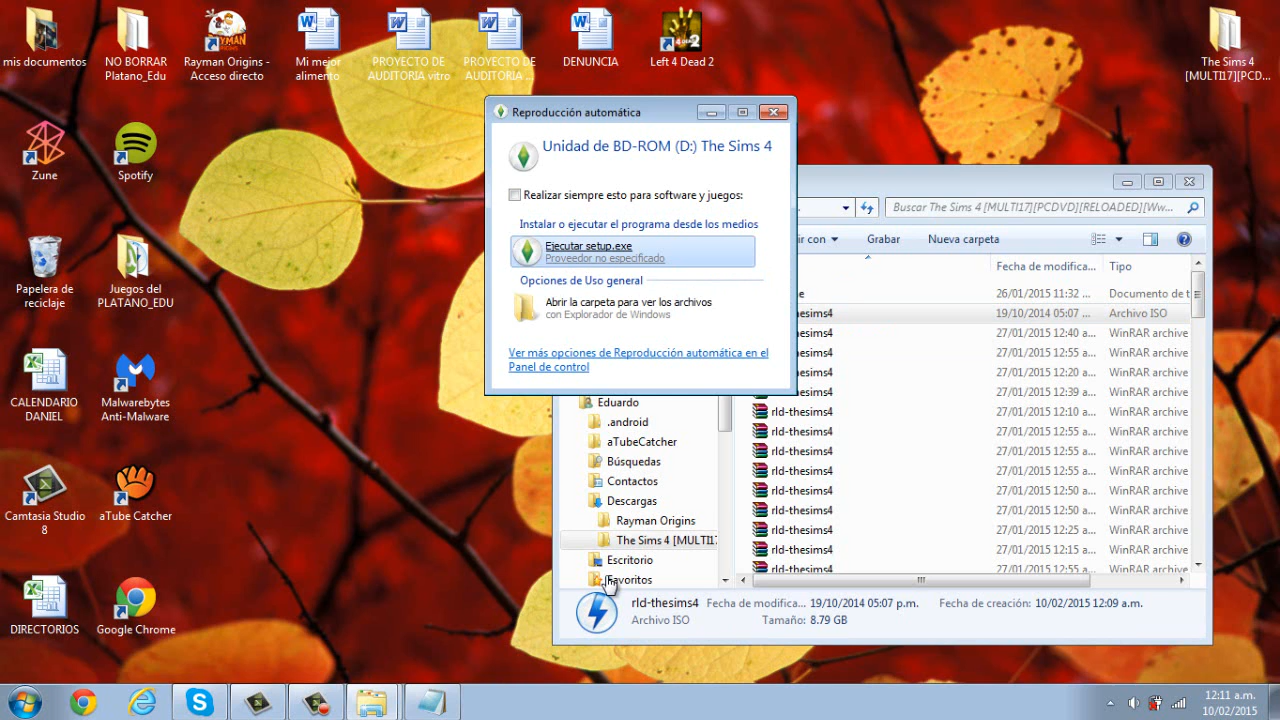 mis documentos
NO BORRAR
Platano_Edu
Rayman Origins -
Acceso directo
Mi mejor
alimento
PROYECTO DE
AUDITORIA vitro
PROYECTO DE
AUDITORIA ...
DENUNCIA
Left 4 Dead 2
The Sims 4
[MULTI17][PCD...
Zune
Spotify
Papelera de
reciclaje
Juegos del
PLATANO_EDU
CALENDARIO
DANIEL
Malwarebytes
Anti-Malware
Camtasia Studio
8
aTube Catcher
DIRECTORIOS
Google Chrome
Reproducción automática
Unidad de BD-ROM (D:) The Sims 4
Realizar siempre esto para software y juegos:
Instalar o ejecutar el programa desde los medios
Ejecutar setup.exe
Proveedor no especificado
Opciones de Uso general
Abrir la carpeta para ver los archivos
con Explorador de Windows
Ver más opciones de Reproducción automática en el
Panel de control
Buscar The Sims 4 [MULTI17][PCDVD][RELOADED][Ww...
ir con
Grabar
Nueva carpeta
Fecha de modifica...
Tipo
e
26/01/2015 11:32 ...
Documento de t
hesims4
19/10/2014 05:07 ...
Archivo ISO
hesims4
27/01/2015 12:40 a...
WinRAR archive
hesims4
27/01/2015 12:55 a...
WinRAR archive
hesims4
27/01/2015 12:20 a...
WinRAR archive
hesims4
27/01/2015 12:39 a...
WinRAR archive
rld-thesims4
27/01/2015 12:10 a...
WinRAR archive
rld-thesims4
27/01/2015 12:55 a...
WinRAR archive
rld-thesims4
27/01/2015 12:55 a...
WinRAR archive
rld-thesims4
27/01/2015 12:55 a...
WinRAR archive
rld-thesims4
27/01/2015 12:50 a...
WinRAR archive
rld-thesims4
27/01/2015 12:50 a...
WinRAR archive
rld-thesims4
27/01/2015 12:25 a...
WinRAR archive
rld-thesims4
27/01/2015 12:15 a...
WinRAR archive
rld-thesims4
27/01/2015 12:55 a...
WinRAR archive
Eduardo
.android
aTubeCatcher
Búsquedas
Contactos
Descargas
Rayman Origins
The Sims 4 [MULTI17
Escritorio
Favoritos
rld-thesims4
Fecha de modifica... 19/10/2014 05:07 p.m.
Fecha de creación: 10/02/2015 12:09 a.m.
Archivo ISO
Tamaño: 8.79 GB
12:11 a.m.
10/02/2015